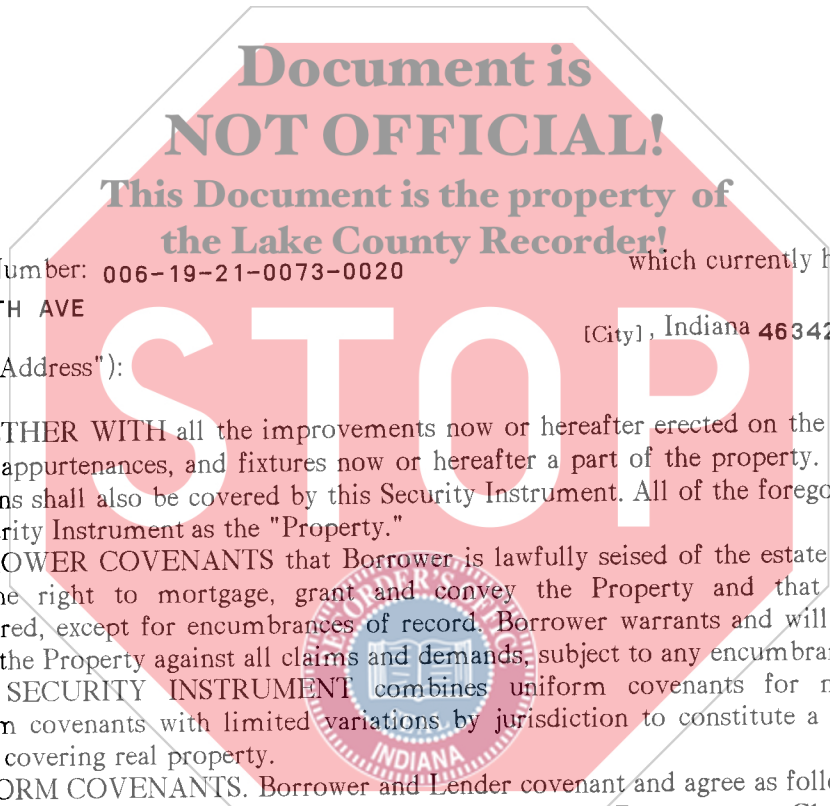 Document is
NOT OFFICIAL!
This Document is the property of
the Lake County Recorder!
Number: 006-19-21-0073-0020 which currently
TH AVE
[City], Indiana 46342
Address"):
STOP
THER WITH all the improvements now or hereafter erected on the
appurtenances, and fixtures now or hereafter a part of the property.
ns shall also be covered by this Security Instrument. All of the forego
rity Instrument as the "Property."
OWER COVENANTS that Borrower is lawfully seised of the estate
he right to mortgage, grant and convey the Property and that
red, except for encumbrances of record. Borrower warrants and will
the Property against all claims and demands, subject to any encumbran
SECURITY INSTRUMENT combines uniform covenants for
m covenants with limited variations by jurisdiction to constitute a
covering real property.
ORM COVENANTS. Borrower and Lender covenant and agree as follo
RECORDER'S OFFICE
INDIANA